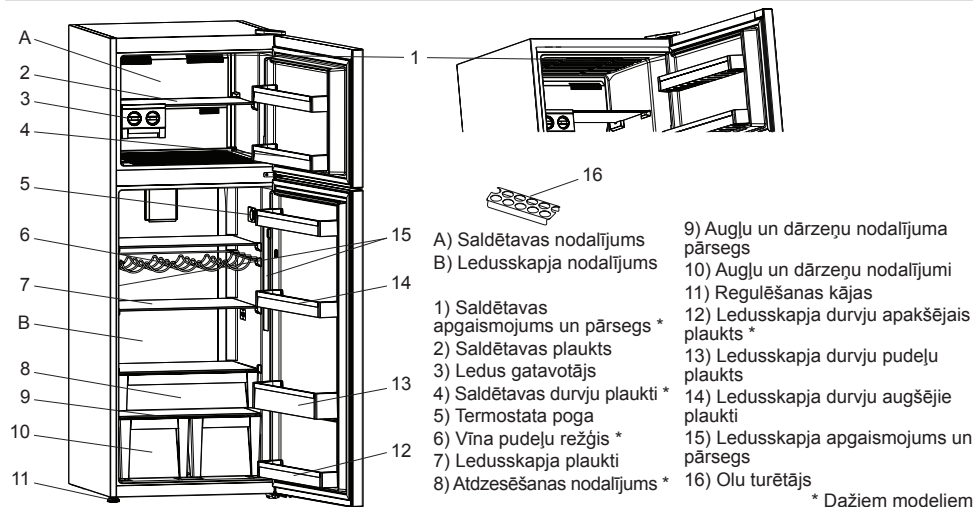 A
2
3
4
5
6
7
B
8
9
10
11
1
15
14
13
12
16
A) Saldētavas nodalījums
B) Ledusskapja nodalījums
1) Saldētavas
apgaismojums un pārsegs *
2) Saldētavas plaukts
3) Ledus gatavotājs
4) Saldētavas durvju plaukti *
5) Termostata poga
6) Vīna pudeļu režģis *
7) Ledusskapja plaukti
8) Atdzesēšanas nodalījums *
9) Augļu un dārzeņu nodalījuma
pārsegs
10) Augļu un dārzeņu nodalījumi
11) Regulēšanas kājas
12) Ledusskapja durvju apakšējais
plaukts *
13) Ledusskapja durvju pudeļu
plaukts
14) Ledusskapja durvju augšējie
plaukti
15) Ledusskapja apgaismojums un
pārsegs
16) Olu turētājs
* Dažiem modeļiem